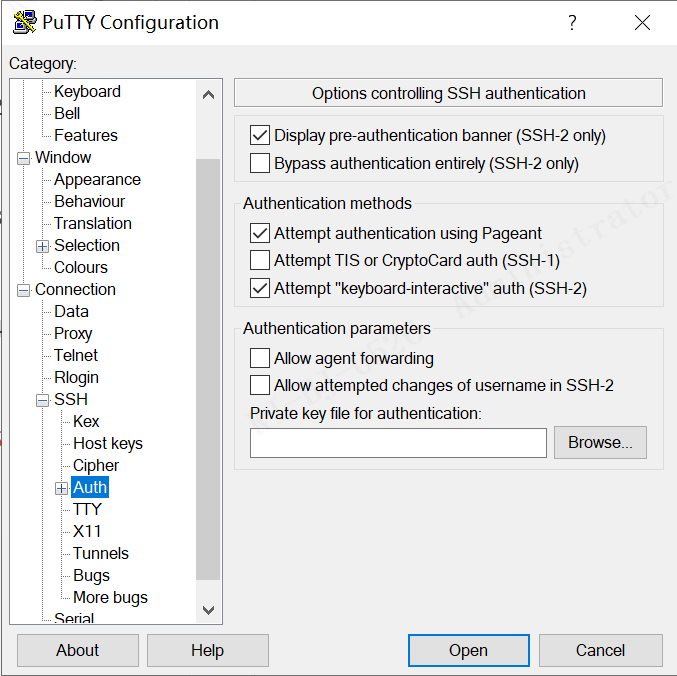 PuTTY Configuration
?
Category:
Keyboard
Bell
Features
Window
Appearance
Behaviour
Translation
Selection
Colours
Connection
Data
Proxy
Telnet
Rlogin
SSH
Kex
Host keys
Cipher
Auth
TTY
X11
Tunnels
Bugs
More bugs
Serial
Options controlling SSH authentication
Display pre-authentication banner (SSH-2 only)
Bypass authentication entirely (SSH-2 only)
Authentication methods
Attempt authentication using Pageant
Attempt TIS or CryptoCard auth (SSH-1)
Attempt "keyboard-interactive" auth (SSH-2)
Authentication parameters
Allow agent forwarding
Allow attempted changes of username in SSH-2
Private key file for authentication:
Browse...
About
Help
Open
Cancel
Administrator